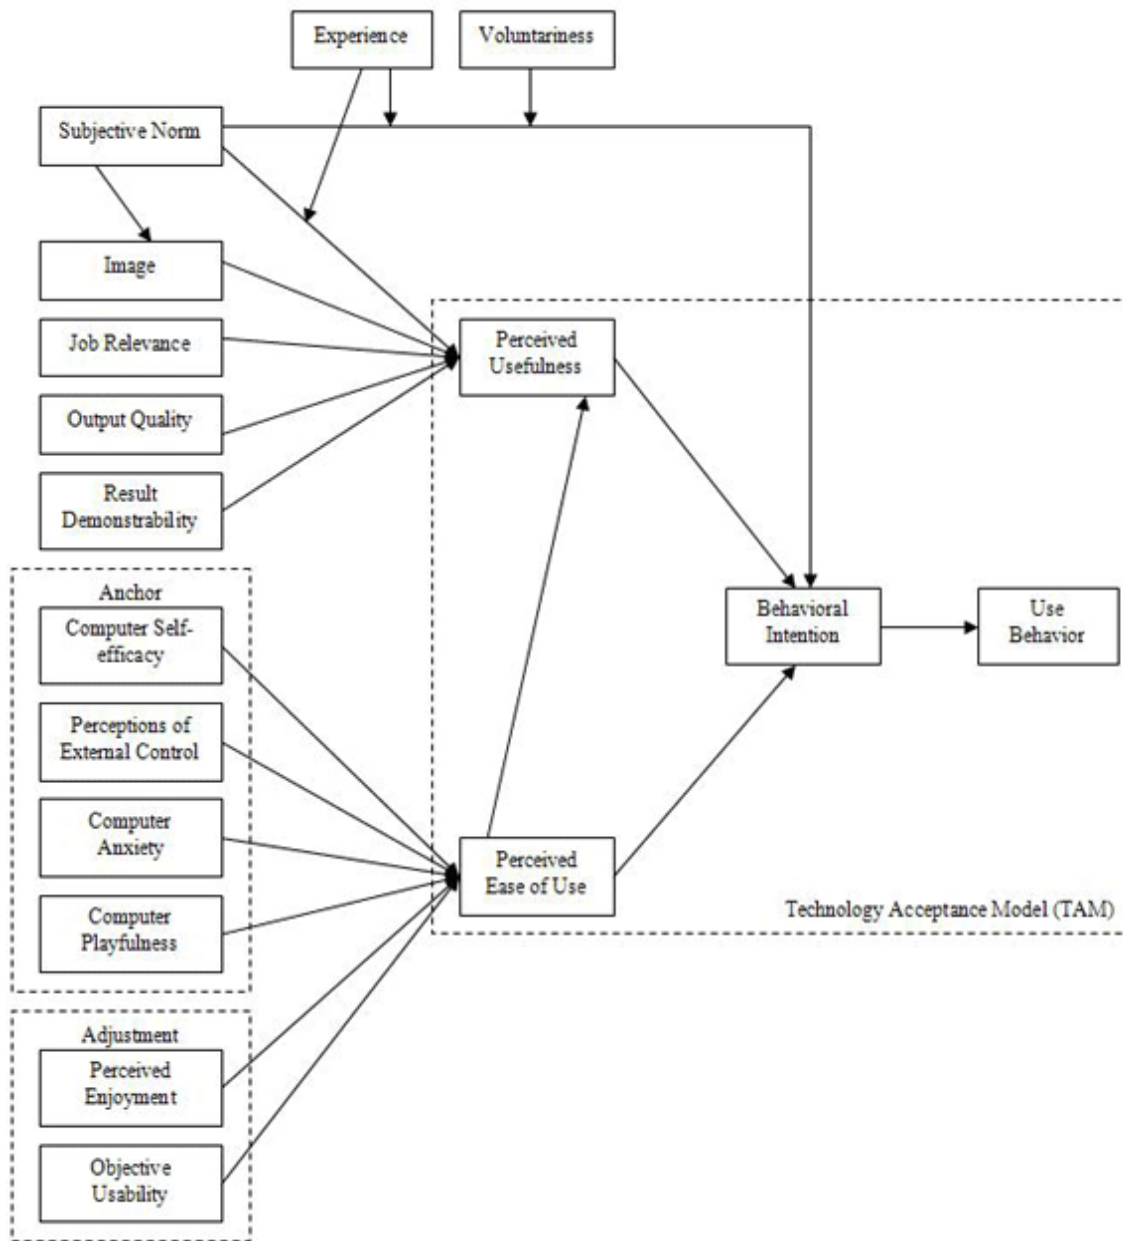 Experience
Voluntariness
Subjective Norm
Image
Job Relevance
Output Quality
Result
Demonstrability
Perceived
Usefulness
Anchor
Computer Self-
efficacy
Perceptions of
External Control
Computer
Anxiety
Computer
Playfulness
Behavioral
Intention
Use
Behavior
Perceived
Ease of Use
Technology Acceptance Model (TAM)
Adjustment
Perceived
Enjoyment
Objective
Usability